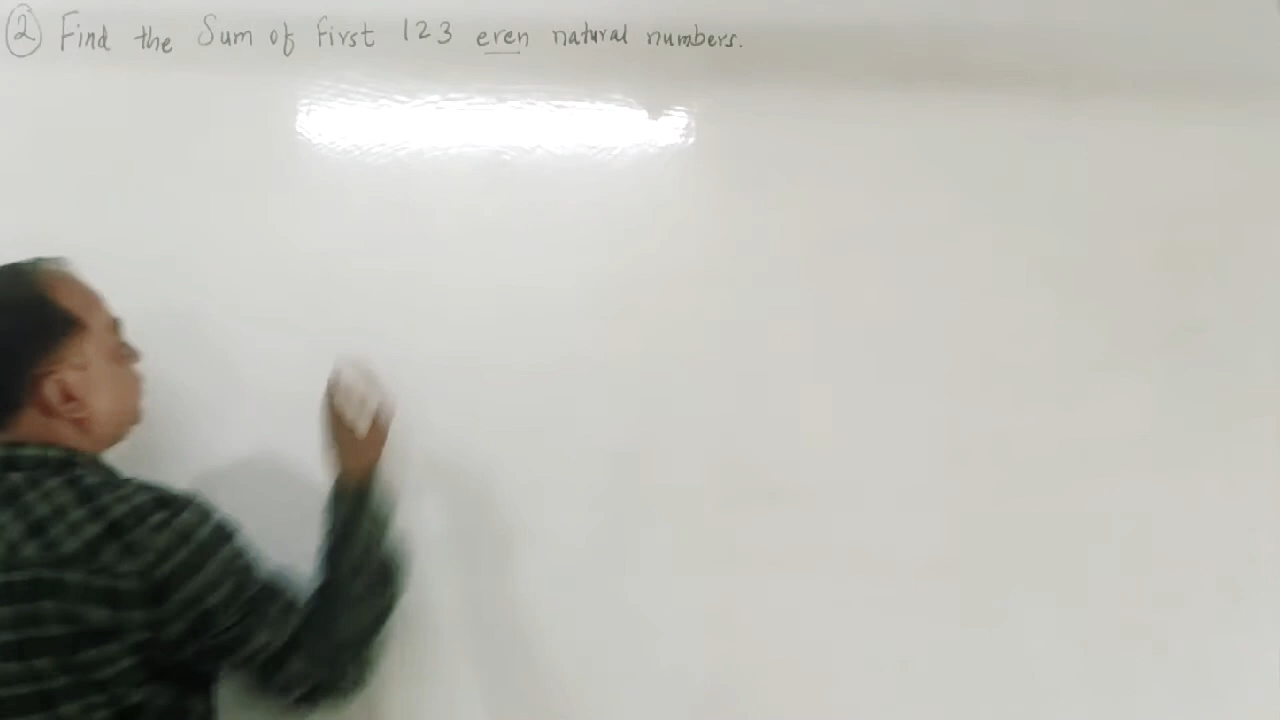 ② Find the Sum of first 123 even natural numbers.